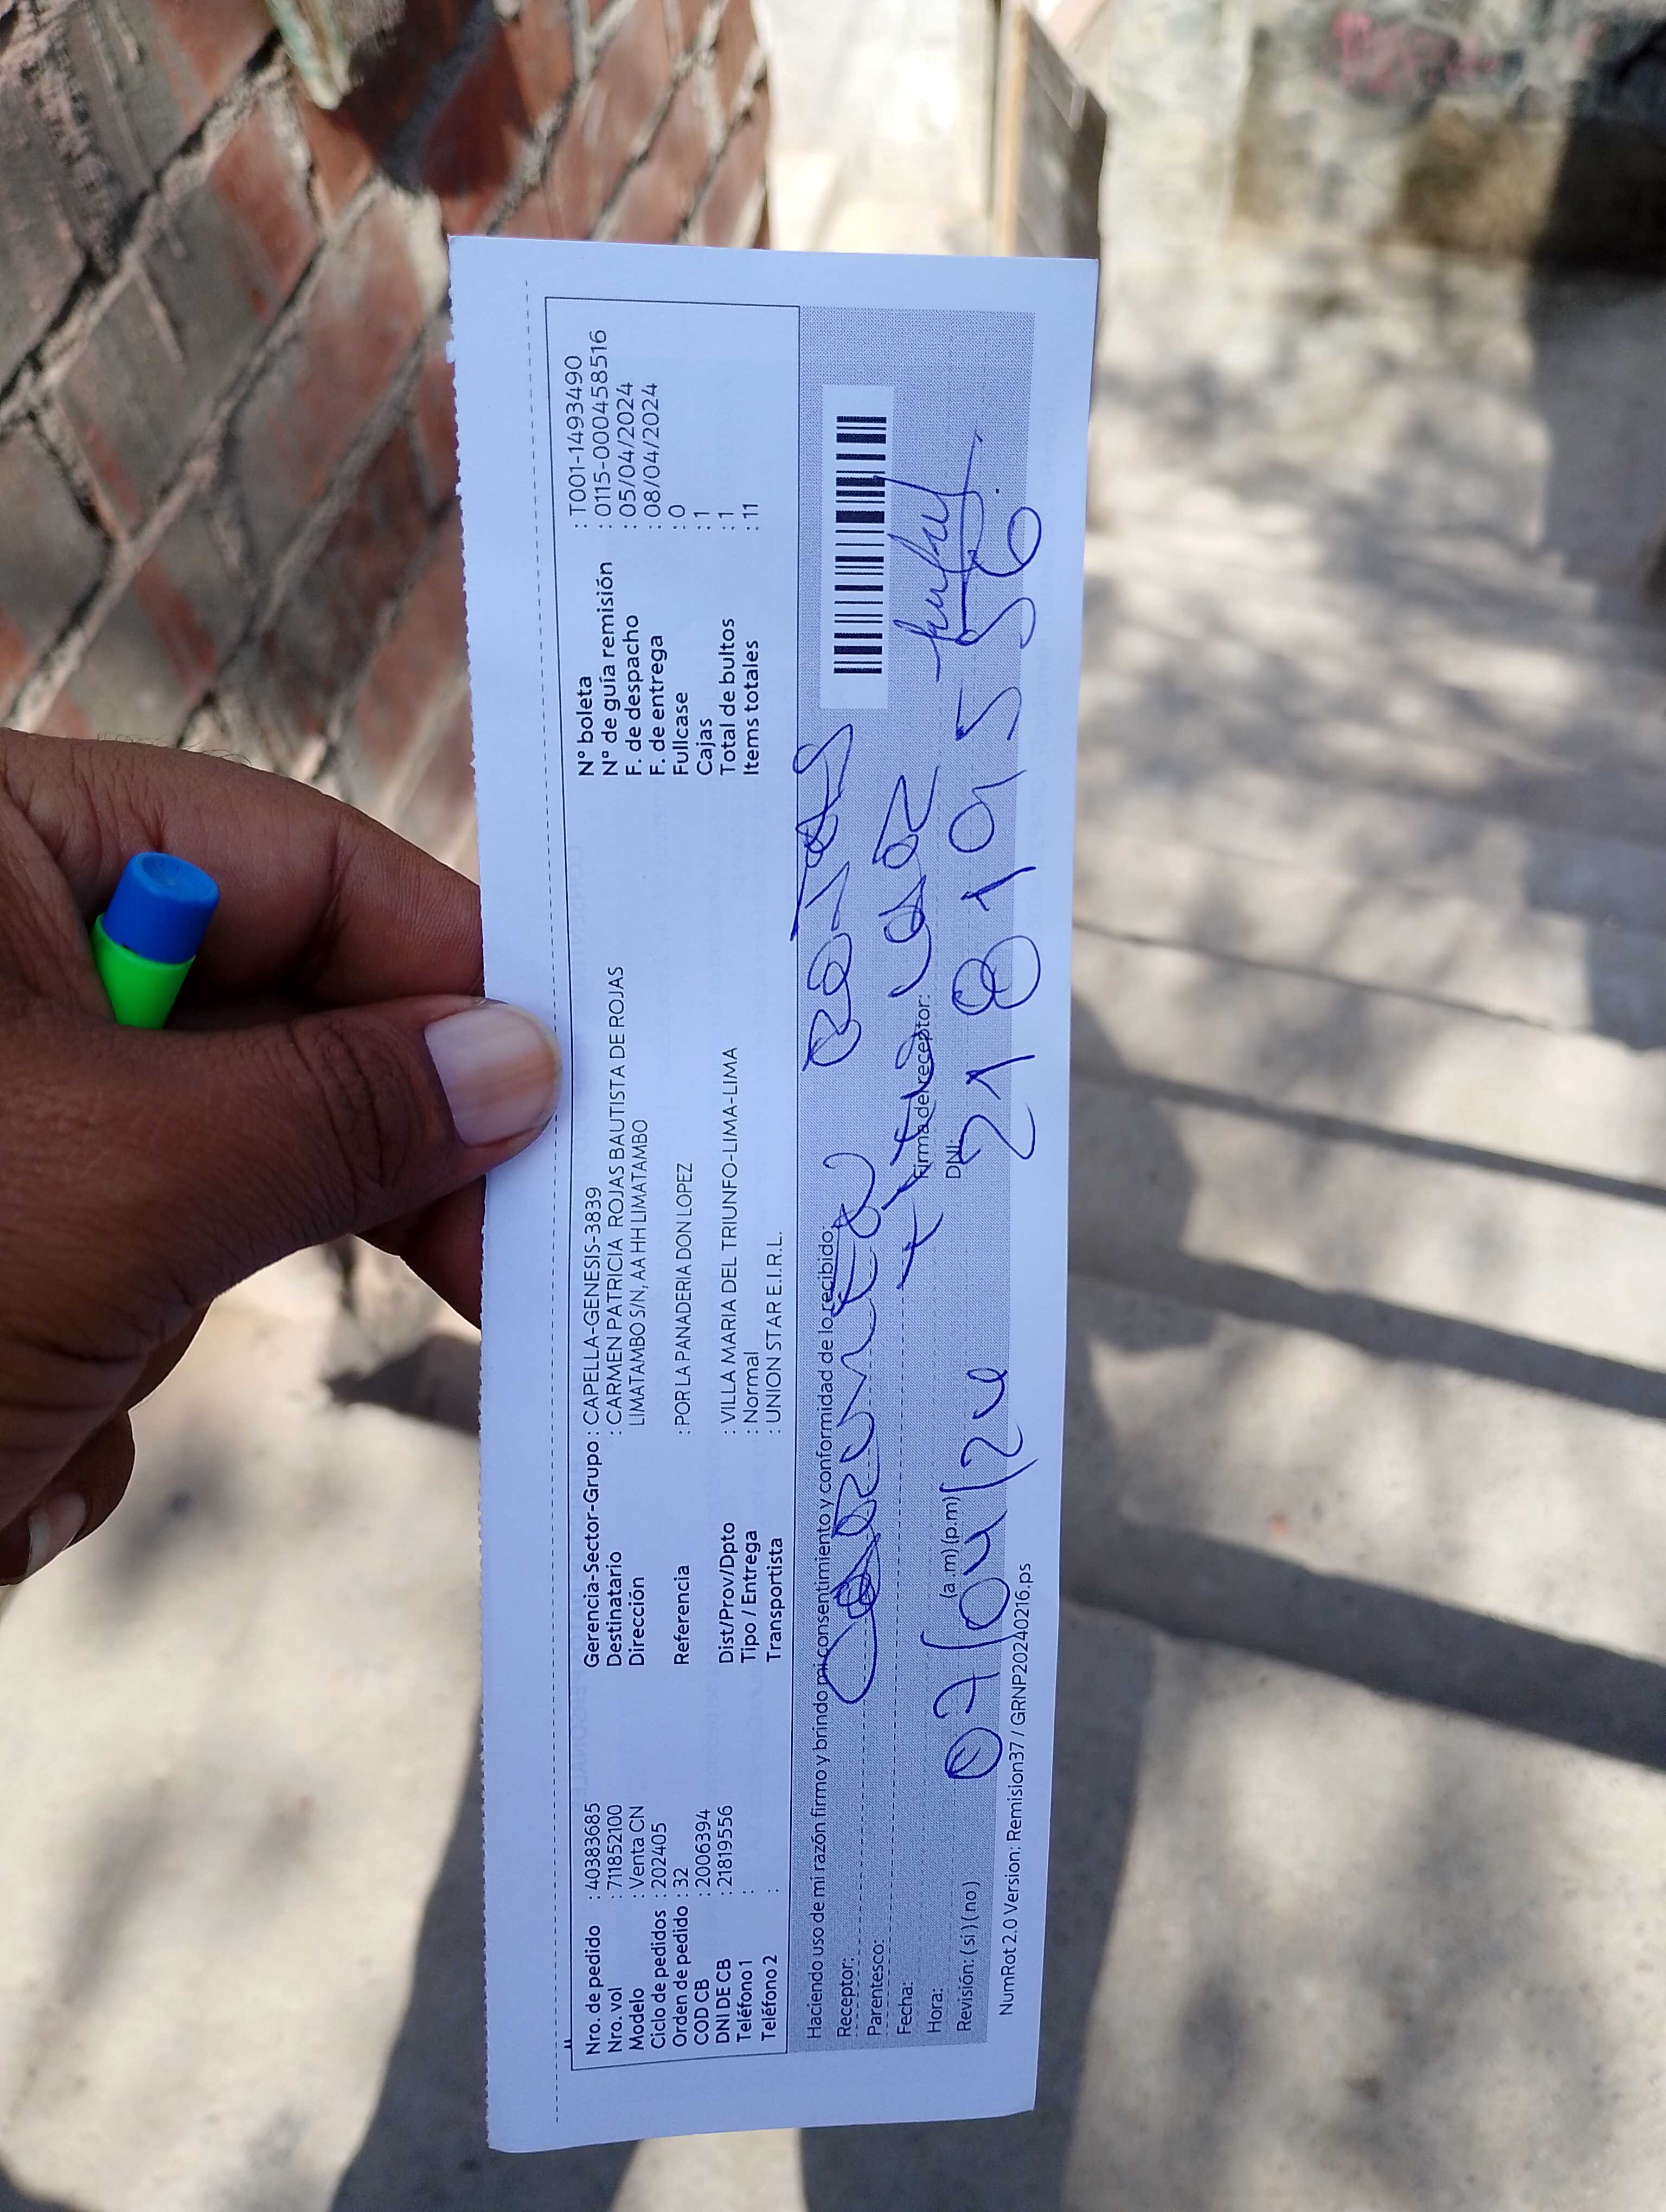 Nro. de pedido : 40383685
Nro. vol : 711852100
Modelo : Venta CN
Ciclo de pedidos : 202405
Orden de pedido : 32
COD CB : 2006394
DNI DE CB : 21819556
Teléfono 1 :
Teléfono 2 :
Gerencia-Sector-Grupo : CAPELLA-GENESIS-3839
Destinatario : CARMEN PATRICIA ROJAS BAUTISTA DE ROJAS
Dirección LIMATAMBO S/N, AA HH LIMATAMBO
Referencia : POR LA PANADERIA DON LOPEZ
Dist/Prov/Dpto : VILLA MARIA DEL TRIUNFO-LIMA-LIMA
Tipo / Entrega : Normal
Transportista : UNION STAR E.I.R.L.
N° boleta : T001-1493490
N° de guía remisión : 0115-0000458516
F. de despacho : 05/04/2024
F. de entrega : 08/04/2024
Fullcase : 0
Cajas : 1
Total de bultos : 1
Items totales : 11
Haciendo uso de mi razón firmo y brindo mi consentimiento y conformidad de lo recibido:
Receptor:
Parentesco:
Fecha:
Firma del receptor:
Hora: (a.m) (p.m)
DNI: 21819556
07/04/24
Revisión: (si) (no)
NumRot 2.0 Version: Remision37 / GRNP20240216.ps